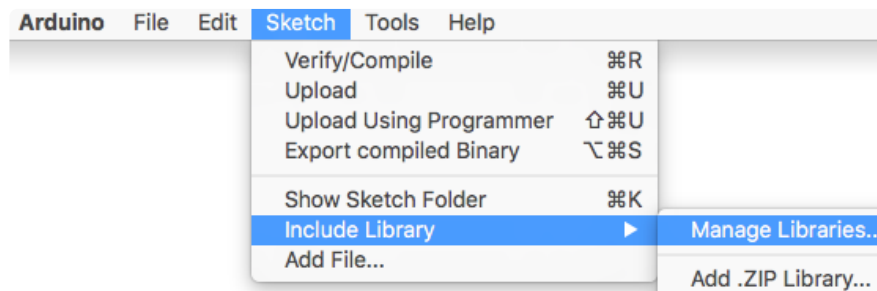 Arduino File Edit Sketch Tools Help
Verify/Compile ⌘R
Upload ⌘U
Upload Using Programmer ⇧⌘U
Export compiled Binary ⌥⌘S
Show Sketch Folder ⌘K
Include Library ▶ Manage Libraries..
Add File...
Add .ZIP Library...